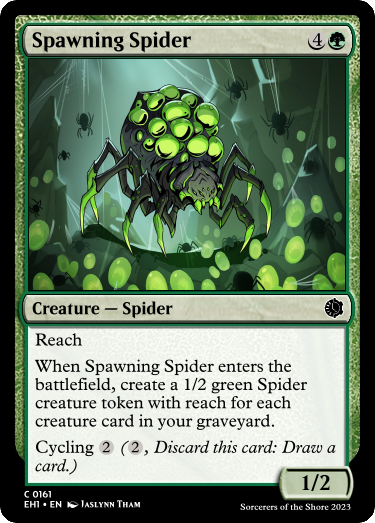 Spawning Spider 4
Creature — Spider
Reach
When Spawning Spider enters the
battlefield, create a 1/2 green Spider
creature token with reach for each
creature card in your graveyard.
Cycling 2 (2, Discard this card: Draw a
card.)
1/2
C 0161
EH1 • EN Jaslynn Tham
Sorcerers of the Shore 2023